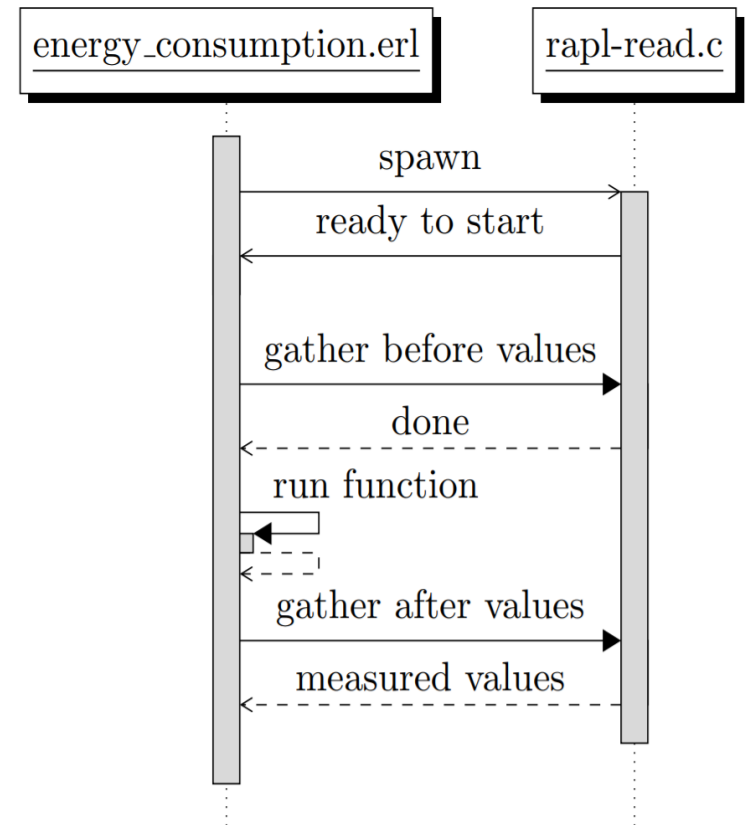 energy_consumption.erl
rapl-read.c
spawn
ready to start
gather before values
done
run function
gather after values
measured values